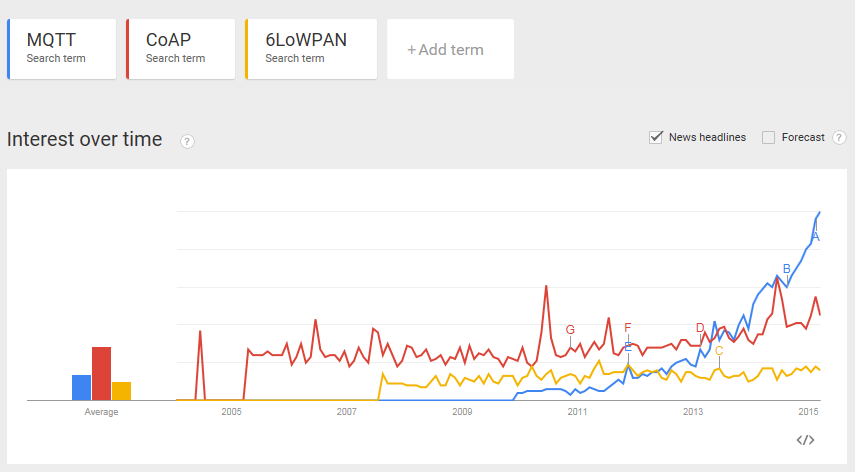 MQTT
Search term
CoAP
Search term
6LoWPAN
Search term
+Add term
Interest over time ?
News headlines
Forecast ?
A
B
C
D
E
F
G
Average
2005
2007
2009
2011
2013
2015
</>